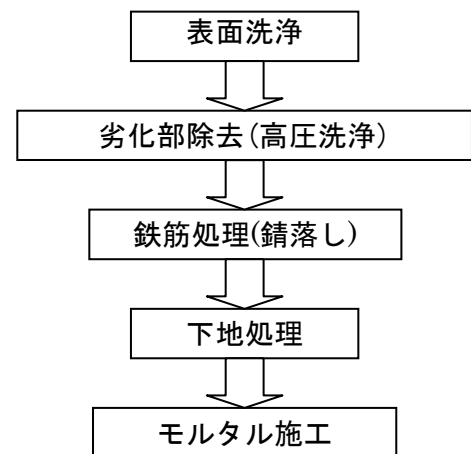 表面洗浄
劣化部除去(高圧洗浄)
鉄筋処理(錆落し)
下地処理
モルタル施工